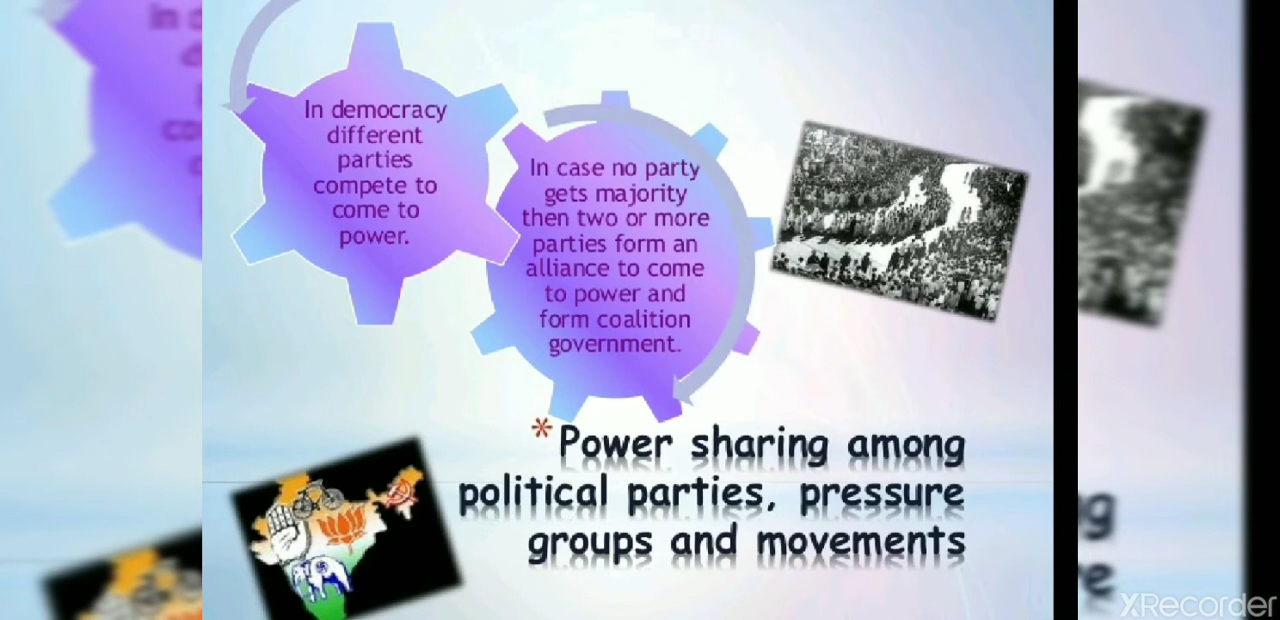 In democracy
different
parties
compete to
come to
power.
In case no party
gets majority
then two or more
parties form an
alliance to come
to power and
form coalition
government.
*Power sharing among
political parties, pressure
groups and movements
XRecorder